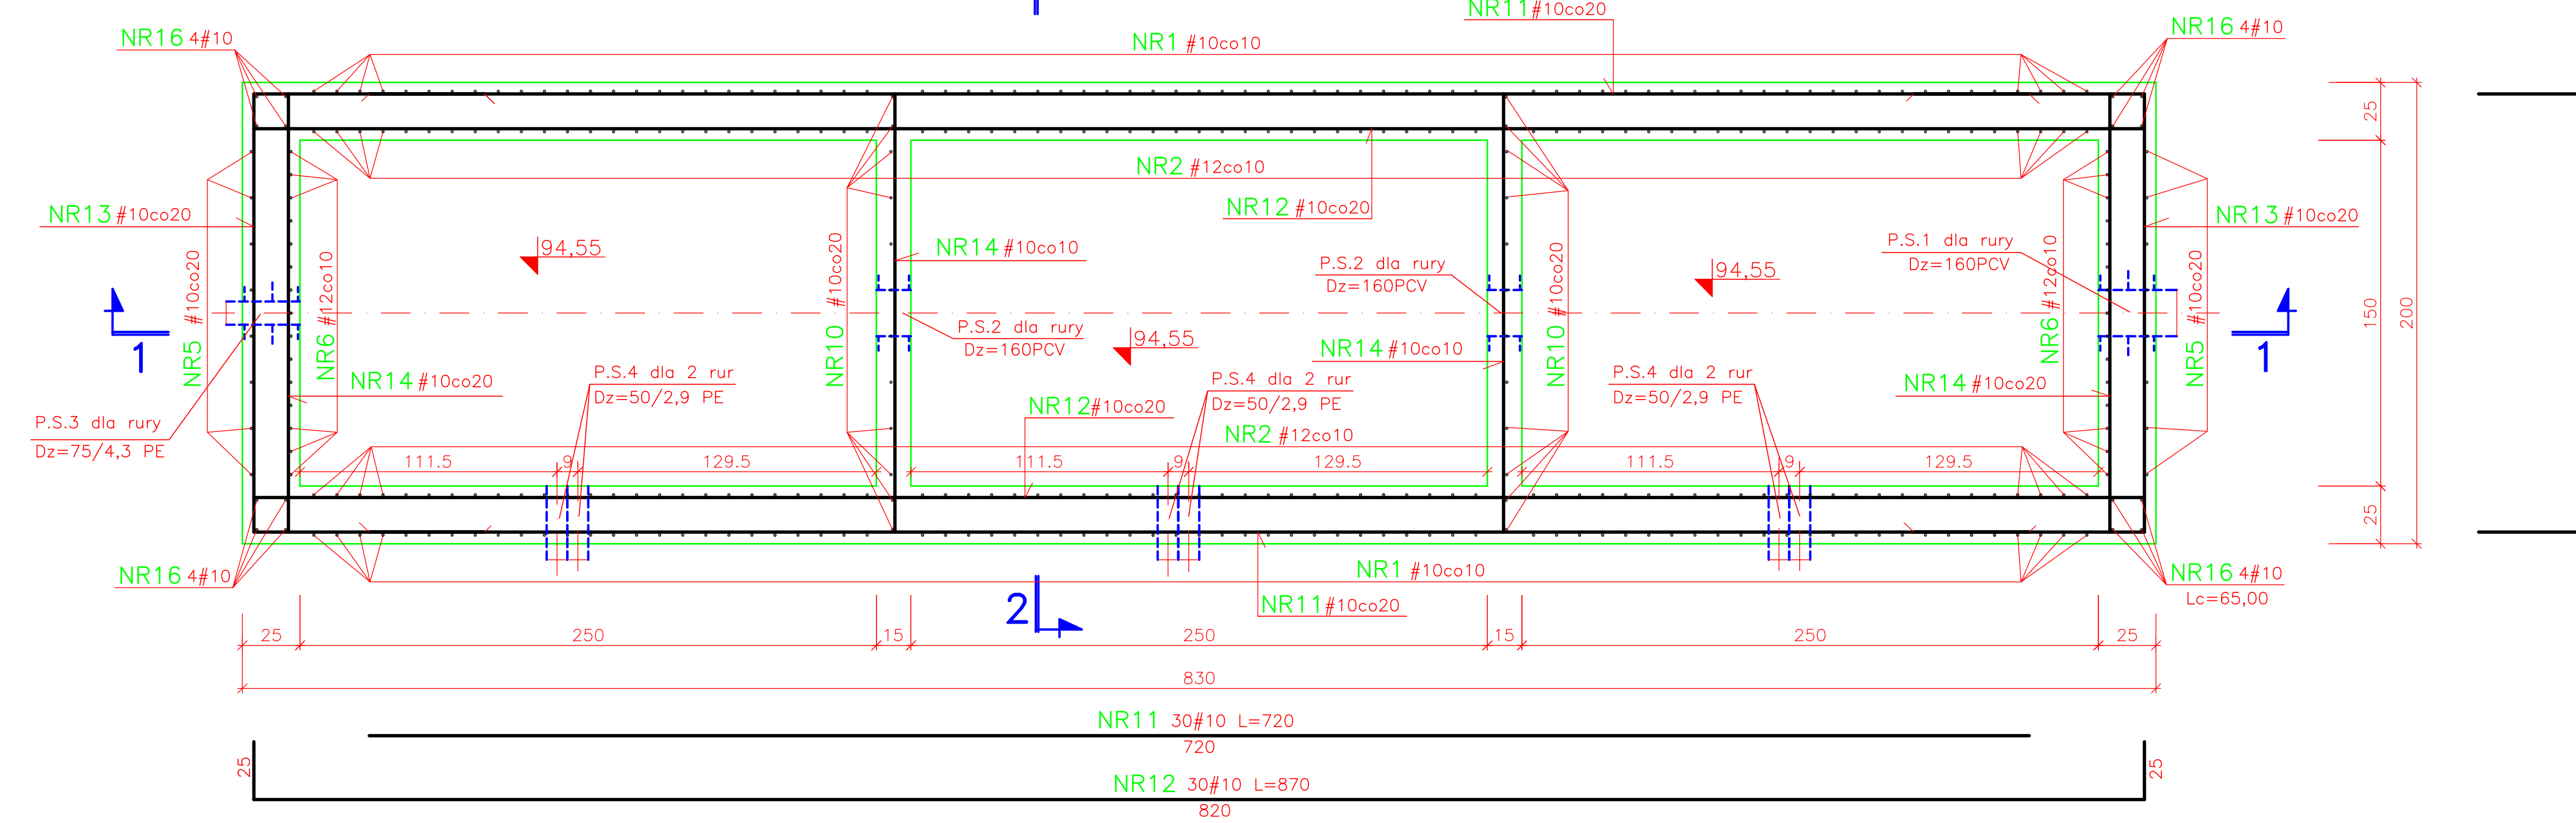 NR11 #10co20
NR16 4#10
NR1 #10co10
NR16 4#10
25
NR2 #12co10
NR13 #10co20
NR12 #10co20
NR13 #10co20
94,55
NR14 #10co10
P.S.2 dla rury
Dz=160PCV
94,55
P.S.1 dla rury
Dz=160PCV
NR5 #10co20
NR6 #12co10
NR10 #10co20
NR10 #10co20
NR6 #12co10
NR5 #10co20
150
200
1
P.S.2 dla rury
Dz=160PCV
94,55
NR14 #10co10
1
NR14 #10co20
P.S.4 dla 2 rur
Dz=50/2,9 PE
P.S.4 dla 2 rur
Dz=50/2,9 PE
P.S.4 dla 2 rur
Dz=50/2,9 PE
NR14 #10co20
P.S.3 dla rury
Dz=75/4,3 PE
NR12 #10co20
NR2 #12co10
111.5 9 129.5 111.5 9 129.5 111.5 9 129.5
25
NR16 4#10
NR1 #10co10
NR16 4#10
Lc=65,00
2
NR11 #10co20
25 250 15 250 15 250 25
830
NR11 30#10 L=720
720
25
NR12 30#10 L=870
25
820